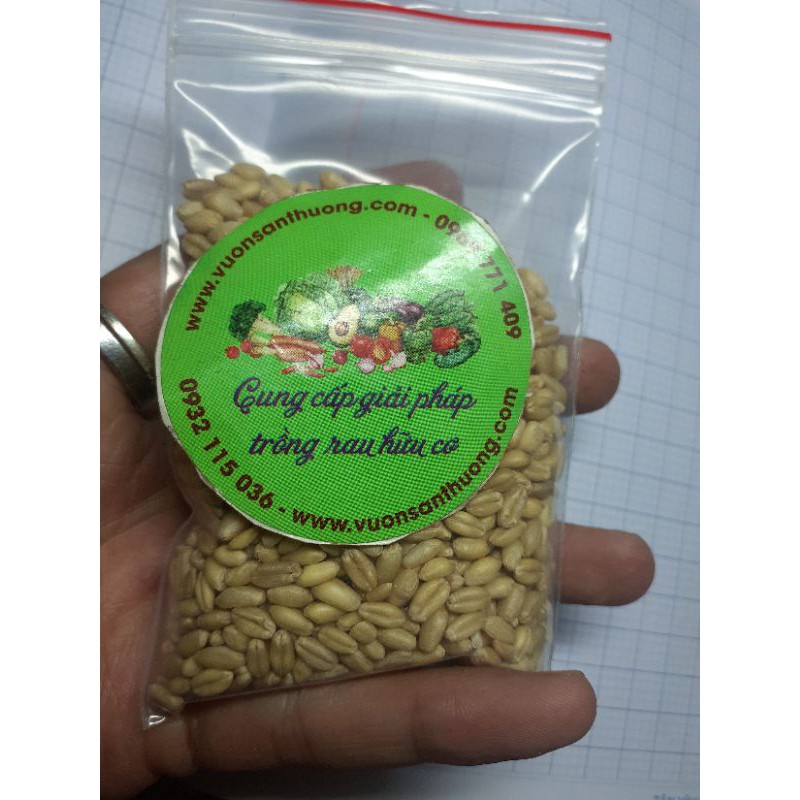 www.vuonsanthuong.com - 0968 771 409
Cung cấp giải pháp
trồng rau hữu cơ
0932 115 036 - www.vuonsanthuong.com